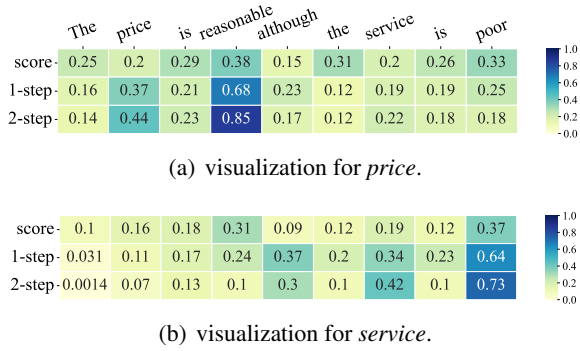 The price is reasonable although the service is poor
score 0.25 0.2 0.29 0.38 0.15 0.31 0.2 0.26 0.33
1-step 0.16 0.37 0.21 0.68 0.23 0.12 0.19 0.19 0.25
2-step 0.14 0.44 0.23 0.85 0.17 0.12 0.22 0.18 0.18
1.0
0.8
0.6
0.4
0.2
0.0
(a) visualization for price.
score 0.1 0.16 0.18 0.31 0.09 0.12 0.19 0.12 0.37
1-step 0.031 0.11 0.17 0.24 0.37 0.2 0.34 0.23 0.64
2-step 0.0014 0.07 0.13 0.1 0.3 0.1 0.42 0.1 0.73
1.0
0.8
0.6
0.4
0.2
0.0
(b) visualization for service.